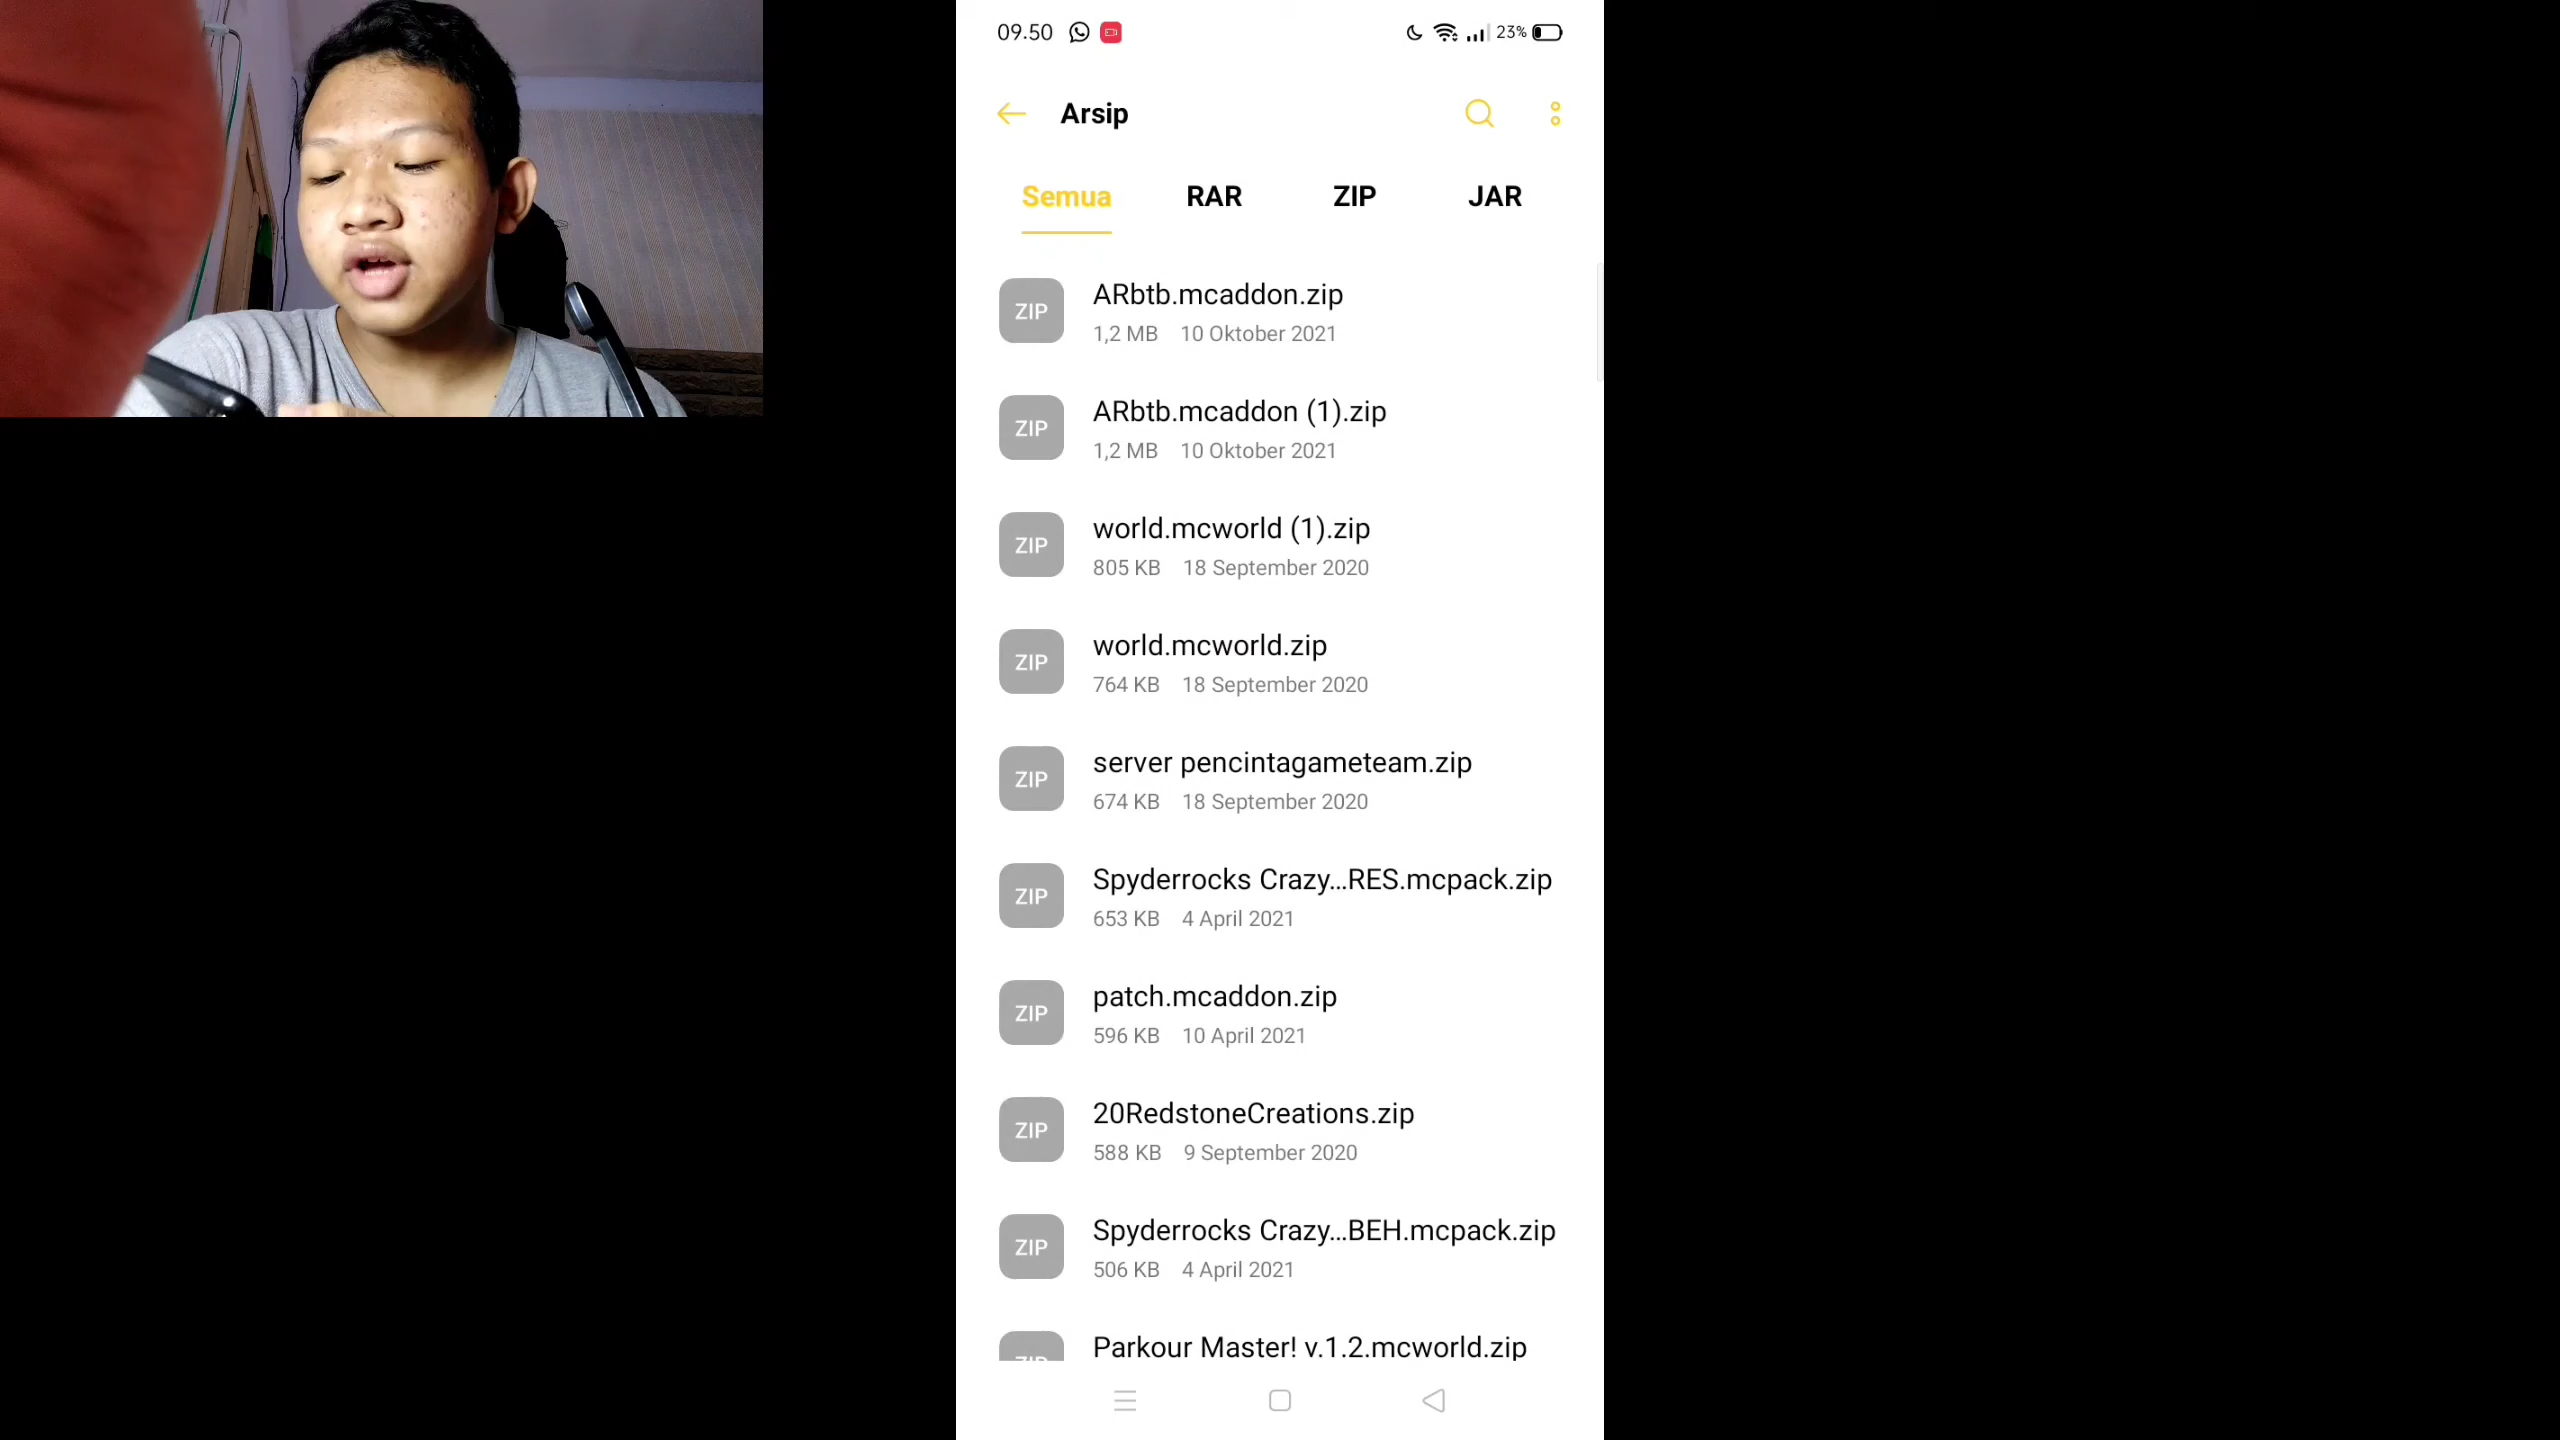 09.50
23%
Arsip
Semua RAR ZIP JAR
ZIP
ARbtb.mcaddon.zip
1,2 MB 10 Oktober 2021
ZIP
ARbtb.mcaddon (1).zip
1,2 MB 10 Oktober 2021
ZIP
world.mcworld (1).zip
805 KB 18 September 2020
ZIP
world.mcworld.zip
764 KB 18 September 2020
ZIP
server pencintagameteam.zip
674 KB 18 September 2020
ZIP
Spyderrocks Crazy...RES.mcpack.zip
653 KB 4 April 2021
ZIP
patch.mcaddon.zip
596 KB 10 April 2021
ZIP
20RedstoneCreations.zip
588 KB 9 September 2020
ZIP
Spyderrocks Crazy...BEH.mcpack.zip
506 KB 4 April 2021
ZIP
Parkour Master! v.1.2.mcworld.zip